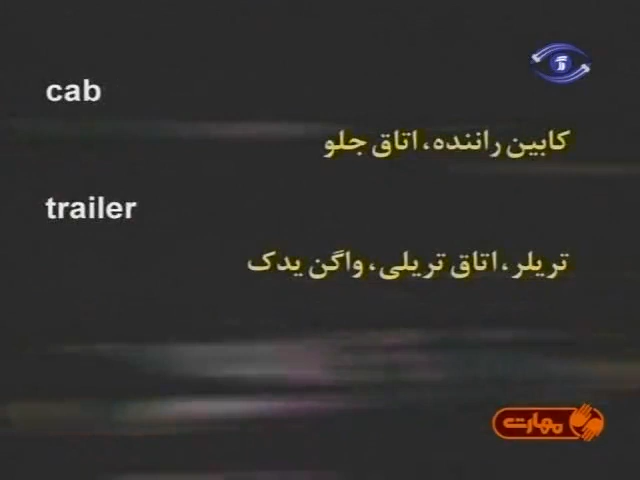 cab
کابین راننده، اتاق جلو
trailer
تریلر، اتاق تریلی، واگن یدک
مهارت